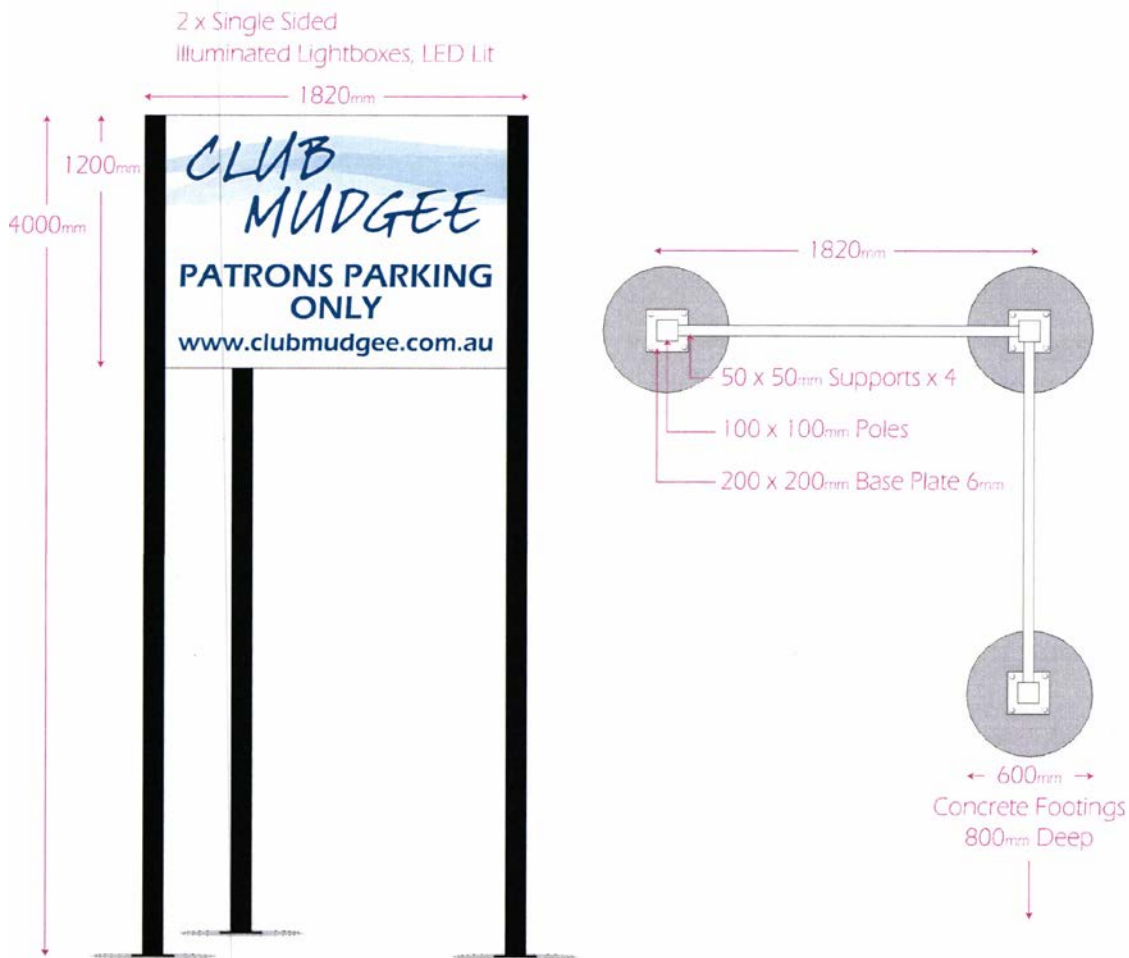 2 x Single Sided
Illuminated Lightboxes, LED Lit
1820mm
1200mm
4000mm
CLUB
MUDGEE
PATRONS PARKING
ONLY
www.clubmudgee.com.au
1820mm
50 x 50mm Supports x 4
100 x 100mm Poles
200 x 200mm Base Plate 6mm
600mm
Concrete Footings
800mm Deep